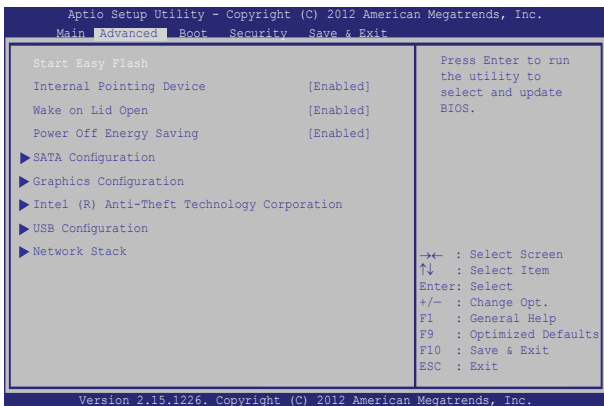 Aptio Setup Utility - Copyright (C) 2012 American Megatrends, Inc.
Main Advanced Boot Security Save & Exit
Start Easy Flash
Internal Pointing Device [Enabled]
Wake on Lid Open [Enabled]
Power Off Energy Saving [Enabled]
SATA Configuration
Graphics Configuration
Intel (R) Anti-Theft Technology Corporation
USB Configuration
Network Stack
Press Enter to run
the utility to
select and update
BIOS.
→← : Select Screen
↑↓ : Select Item
Enter: Select
+/— : Change Opt.
F1 : General Help
F9 : Optimized Defaults
F10 : Save & Exit
ESC : Exit
Version 2.15.1226. Copyright (C) 2012 American Megatrends, Inc.